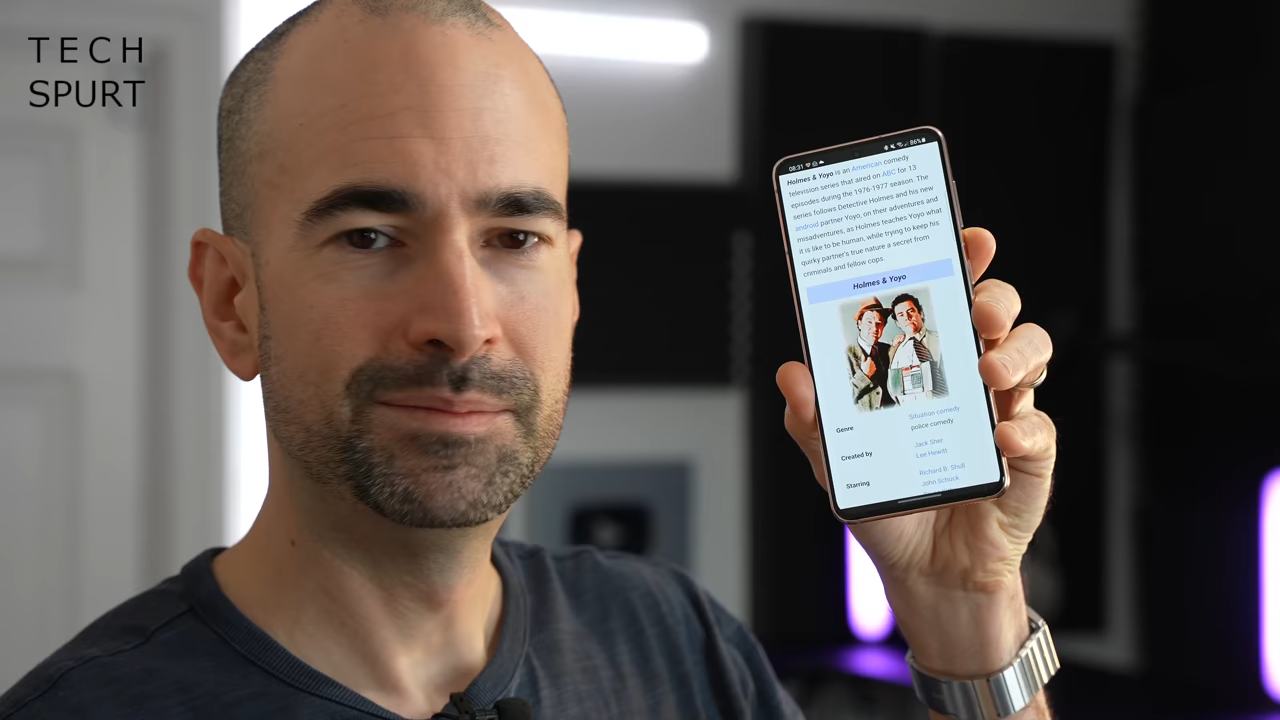 TECH
SPURT
08:31
86%
Holmes & Yoyo is an American comedy
television series that aired on ABC for 13
episodes during the 1976-1977 season. The
series follows Detective Holmes and his new
android partner Yoyo, on their adventures and
misadventures, as Holmes teaches Yoyo what
it is like to be human, while trying to keep his
quirky partner's true nature a secret from
criminals and fellow cops.
Holmes & Yoyo
Genre
Situation comedy
police comedy
Created by
Jack Sher
Lee Hewitt
Starring
Richard B. Shull
John Schuck